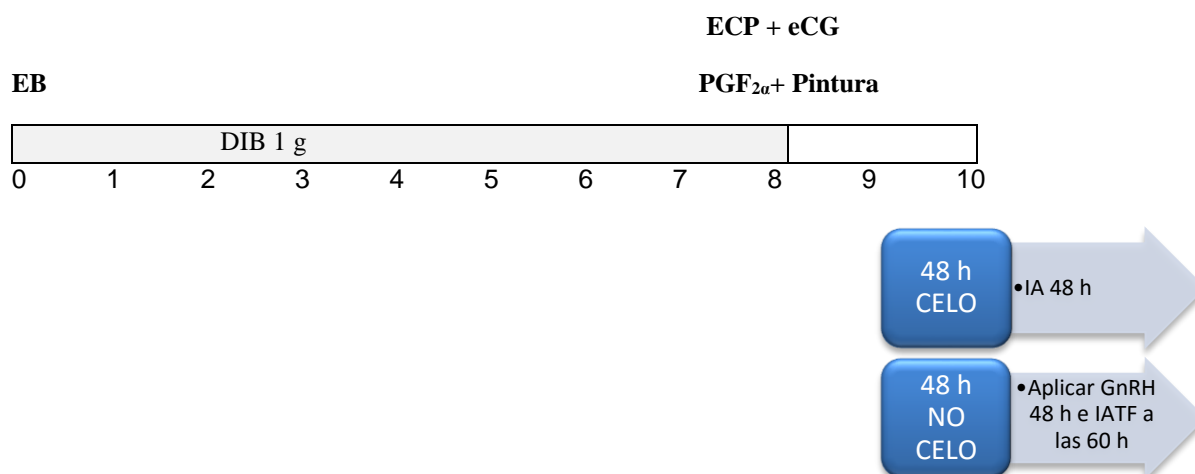 ECP + eCG
EB PGF2α+ Pintura
DIB 1 g
0 1 2 3 4 5 6 7 8 9 10
48 h
CELO
•IA 48 h
48 h
NO
CELO
•Aplicar GnRH
48 h e IATF a
las 60 h